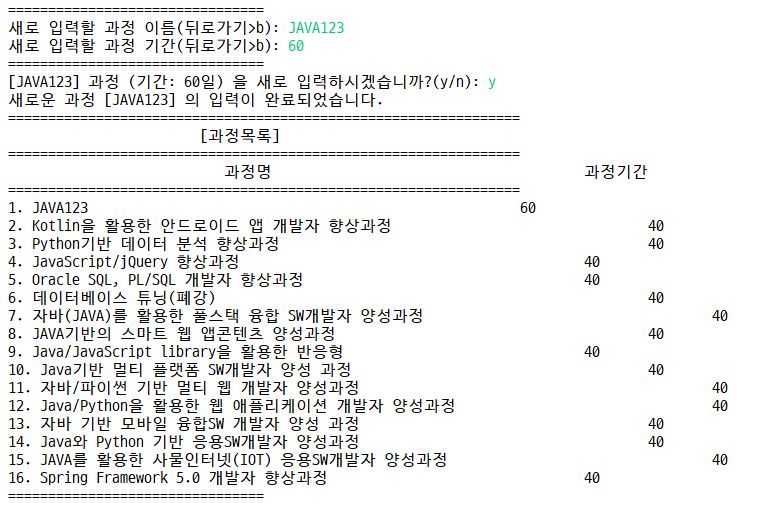 ================================
새로 입력할 과정 이름(뒤로가기>b): JAVA123
새로 입력할 과정 기간(뒤로가기>b): 60
================================
[JAVA123] 과정 (기간: 60일) 을 새로 입력하시겠습니까?(y/n): y
새로운 과정 [JAVA123] 의 입력이 완료되었습니다.
================================================================
[과정목록]
================================================================
과정명 과정기간
================================================================
1. JAVA123 60
2. Kotlin을 활용한 안드로이드 앱 개발자 향상과정 40
3. Python기반 데이터 분석 향상과정 40
4. JavaScript/jQuery 향상과정 40
5. Oracle SQL, PL/SQL 개발자 향상과정 40
6. 데이터베이스 튜닝(폐강) 40
7. 자바(JAVA)를 활용한 풀스택 융합 SW개발자 양성과정 40
8. JAVA기반의 스마트 웹 앱콘텐츠 양성과정 40
9. Java/JavaScript library을 활용한 반응형 40
10. Java기반 멀티 플랫폼 SW개발자 양성 과정 40
11. 자바/파이썬 기반 멀티 웹 개발자 양성과정 40
12. Java/Python을 활용한 웹 애플리케이션 개발자 양성과정 40
13. 자바 기반 모바일 융합SW 개발자 양성 과정 40
14. Java와 Python 기반 응용SW개발자 양성과정 40
15. JAVA를 활용한 사물인터넷(IOT) 응용SW개발자 양성과정 40
16. Spring Framework 5.0 개발자 향상과정 40
================================